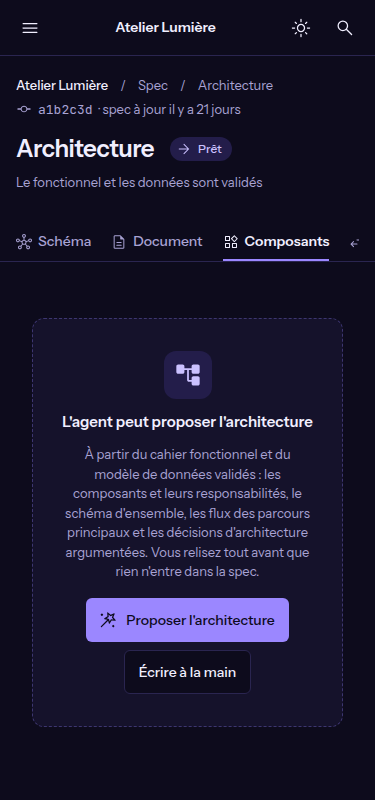 Atelier Lumière
Atelier Lumière / Spec / Architecture
a1b2c3d · spec à jour il y a 21 jours
Architecture
Prêt
Le fonctionnel et les données sont validés
Schéma Document Composants
L'agent peut proposer l'architecture
À partir du cahier fonctionnel et du
modèle de données validés : les
composants et leurs responsabilités, le
schéma d'ensemble, les flux des parcours
principaux et les décisions d'architecture
argumentées. Vous relisez tout avant que
rien n'entre dans la spec.
Proposer l'architecture
Écrire à la main